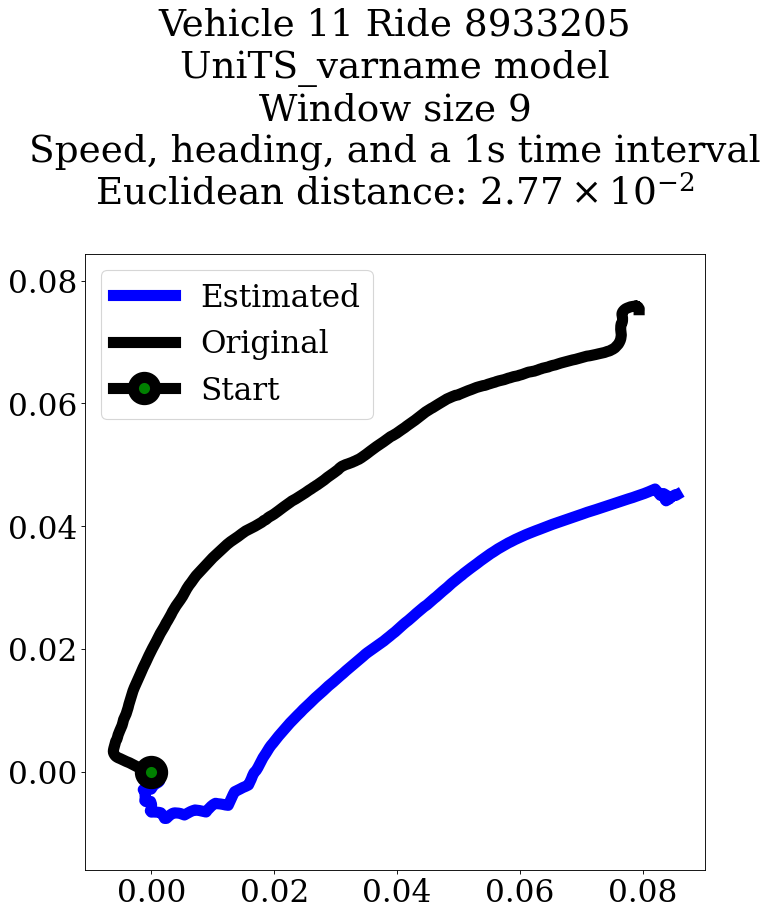 Vehicle 11 Ride 8933205
UniTS_varname model
Window size 9
Speed, heading, and a 1s time interval
Euclidean distance: 2.77 × 10⁻²
0.08
0.06
0.04
0.02
0.00
Estimated
Original
Start
0.00 0.02 0.04 0.06 0.08